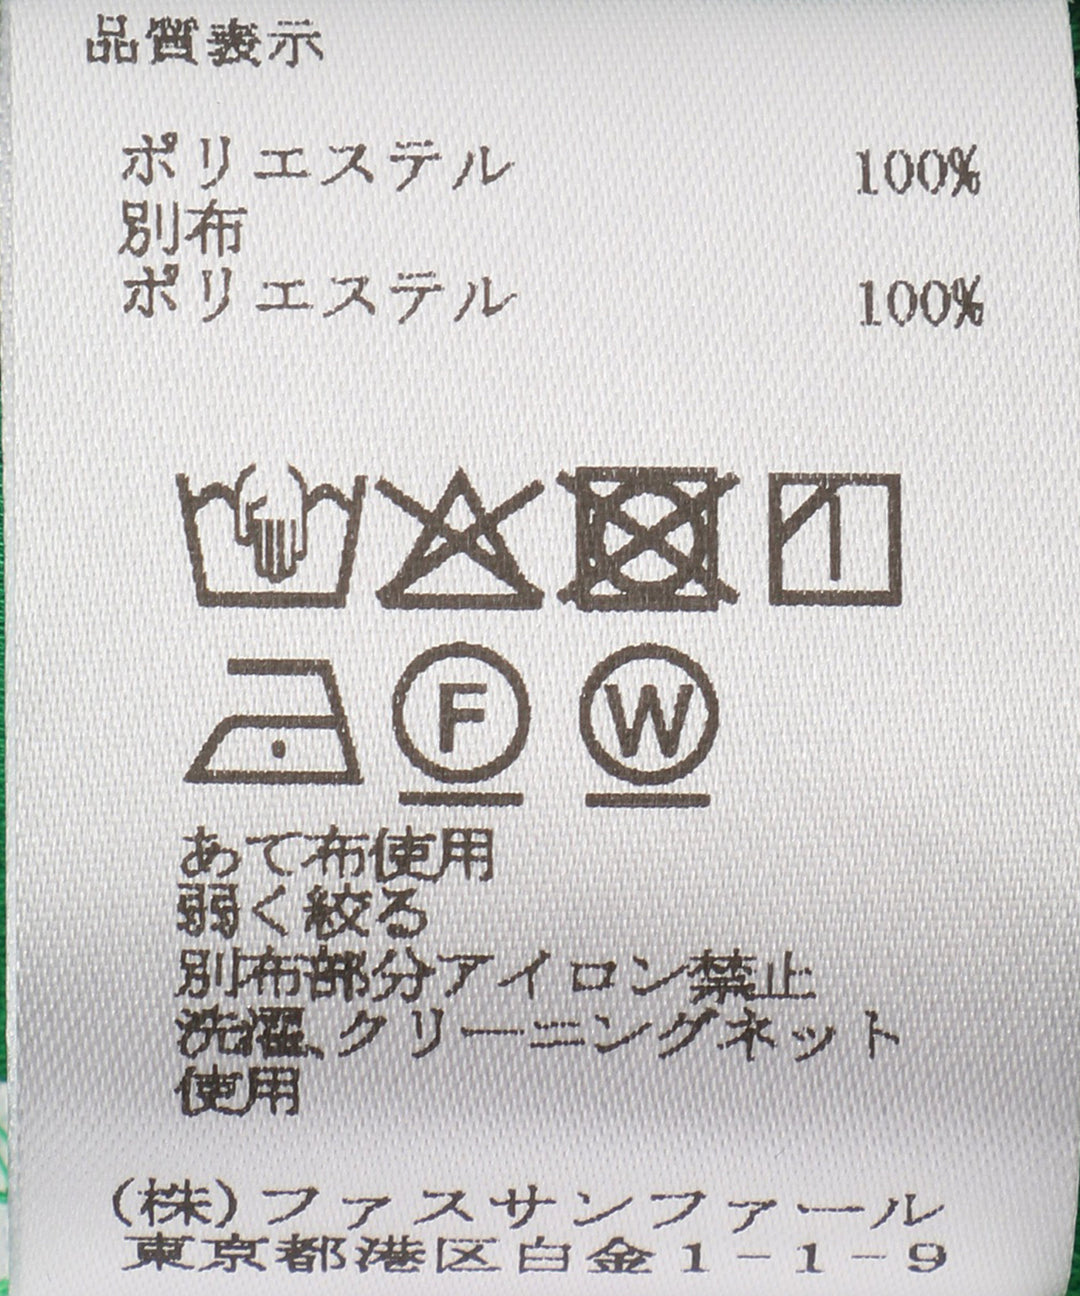 品質表示
ポリエステル 100%
別布
ポリエステル 100%
F W
あて布使用
弱く絞る
別布部分アイロン禁止
洗濯、クリーニングネット
使用
(株)ファスサンファール
東京都港区白金1-1-9